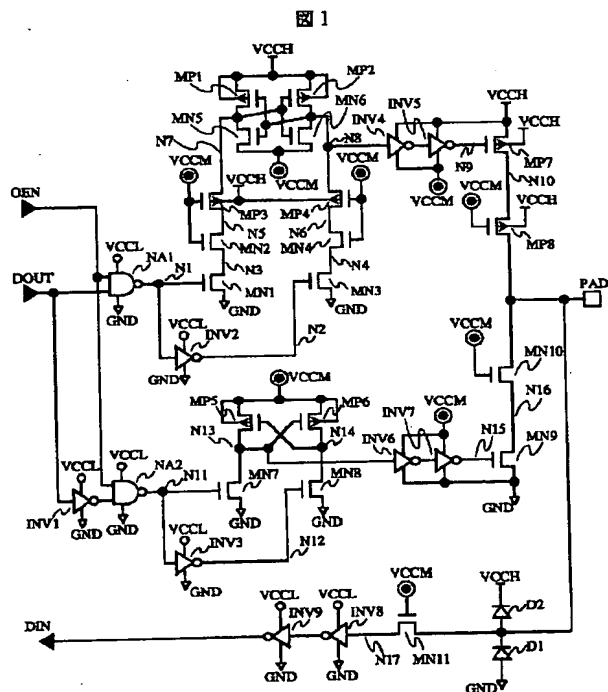 図 1
VCCH
MP1
MP2
MN5
MN6
INV4
INV5
VCCH
N7
N8
VCCH
VCCM
VCCM
N9
MP7
OEN
VCCH
VCCM
VCCM
N10
VCCH
MP3
MP4
N5
N6
MP8
VCCL
NA1
N1
MN2
MN4
DOUT
N3
N4
PAD
GND
MN1
MN3
GND
GND
VCCL
INV2
N2
VCCM
MN10
GND
VCCM
N16
MP5
MP6
VCCM
N13
N14
INV6
INV7
N15
MN9
VCCL
VCCL
NA2
N11
MN7
MN8
GND
GND
GND
INV1
GND
GND
VCCL
INV3
N12
GND
VCCM
VCCH
VCCL
VCCL
D2
DIN
INV9
INV8
D1
GND
GND
N17
MN11
GND